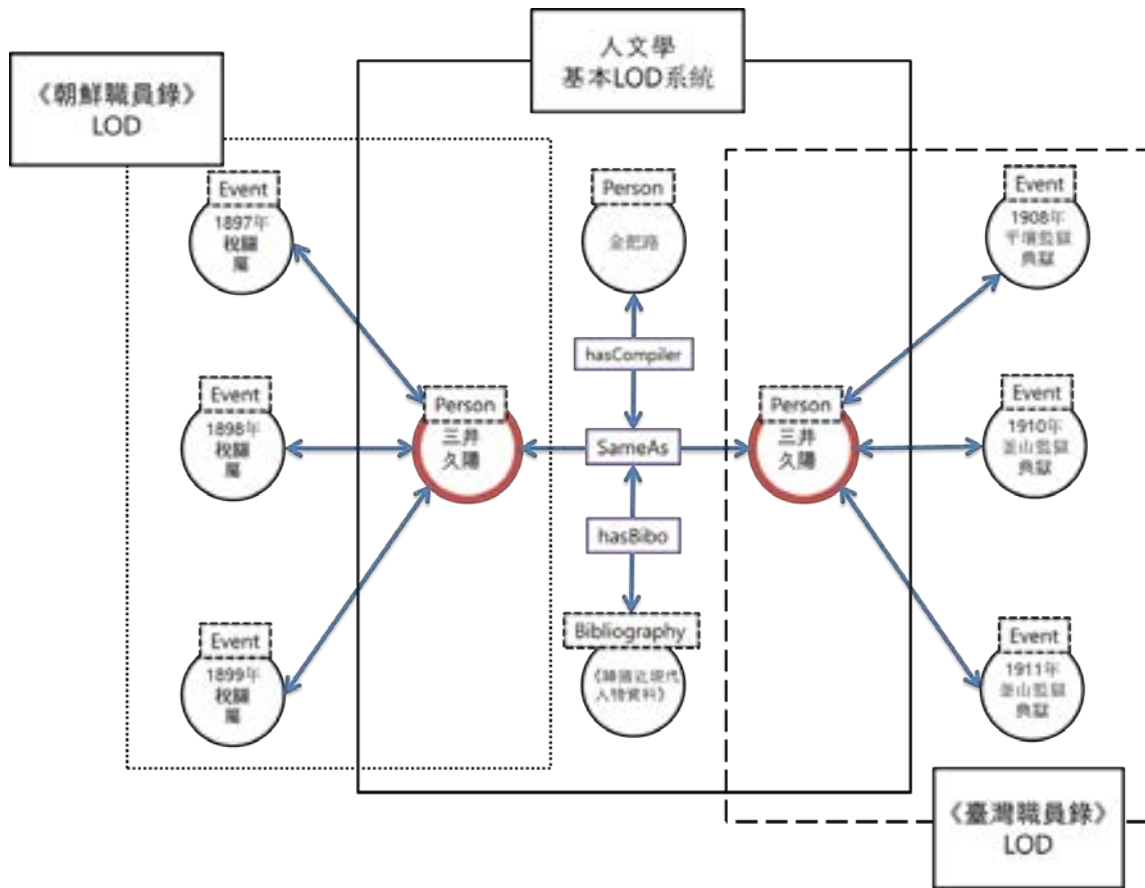 人文學
基本LOD系統
《朝鮮職員錄》
LOD
Event
1897年
稅關
屬
Event
1898年
稅關
屬
Event
1899年
稅關
屬
Person
三井
久陽
Person
金把路
hasCompiler
SameAs
hasBibo
Bibliography
《韓國近現代
人物資料》
Person
三井
久陽
Event
1908年
平壤監獄
典獄
Event
1910年
釜山監獄
典獄
Event
1911年
釜山監獄
典獄
《臺灣職員錄》
LOD